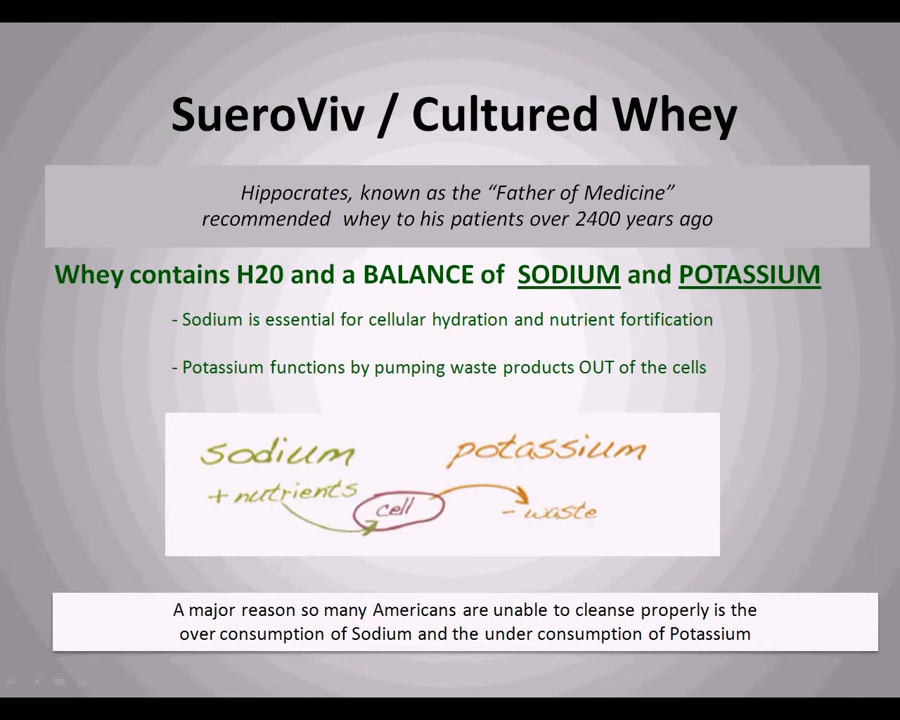 SueroViv / Cultured Whey
Hippocrates, known as the “Father of Medicine”
recommended whey to his patients over 2400 years ago
Whey contains H20 and a BALANCE of SODIUM and POTASSIUM
- Sodium is essential for cellular hydration and nutrient fortification
- Potassium functions by pumping waste products OUT of the cells
sodium
+ nutrients
cell
potassium
- waste
A major reason so many Americans are unable to cleanse properly is the
over consumption of Sodium and the under consumption of Potassium